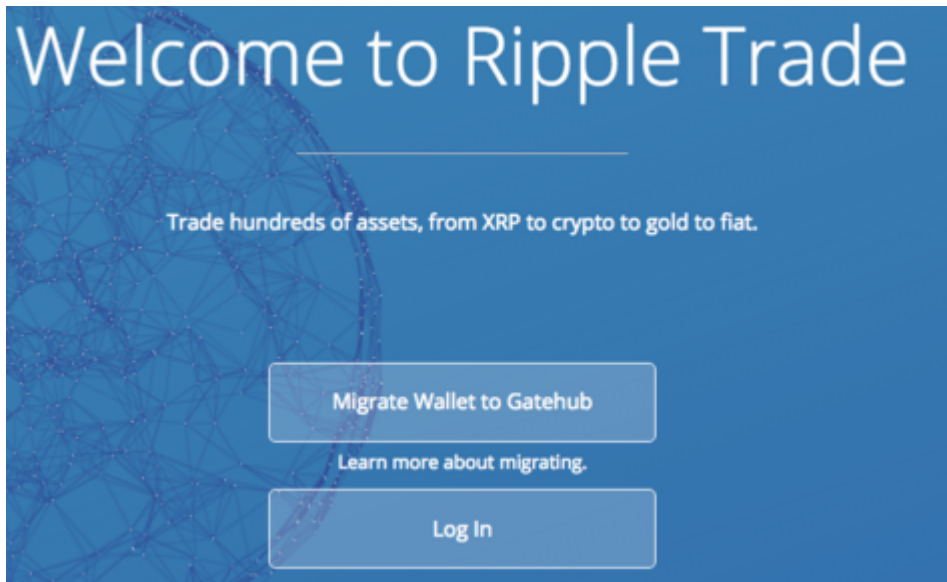 Welcome to Ripple Trade
Trade hundreds of assets, from XRP to crypto to gold to fiat.
Migrate Wallet to Gatehub
Learn more about migrating.
Log In